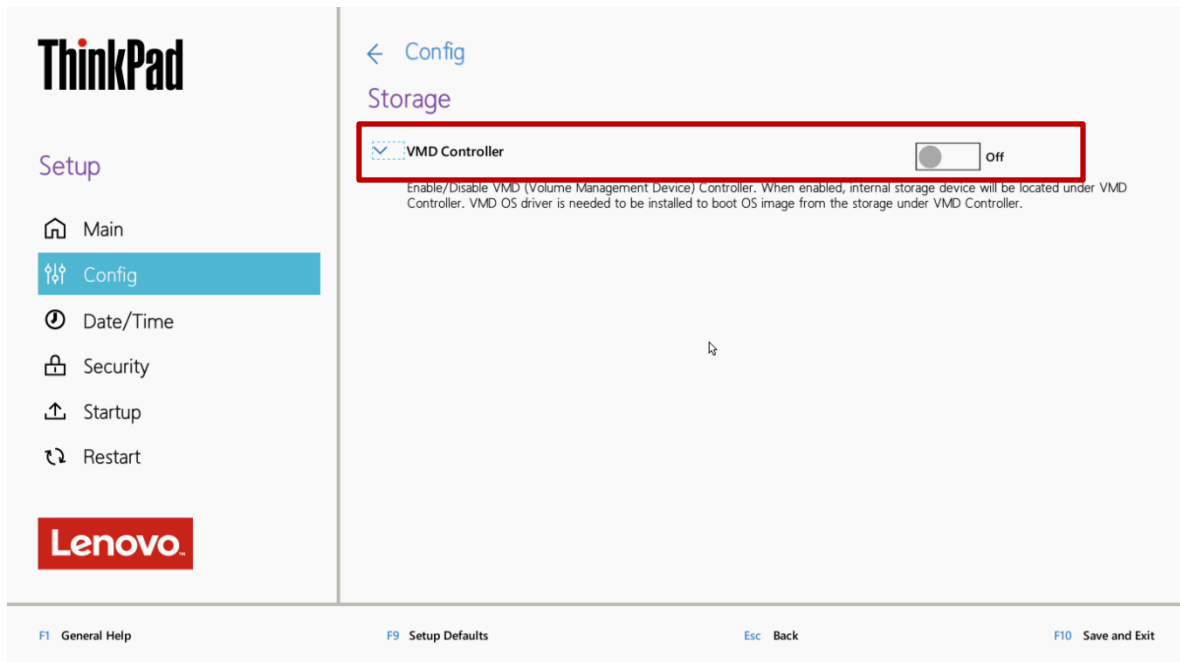 ThinkPad
Setup
Main
Config
Date/Time
Security
Startup
Restart
Lenovo™
Config
Storage
VMD Controller Off
Enable/Disable VMD (Volume Management Device) Controller. When enabled, internal storage device will be located under VMD
Controller. VMD OS driver is needed to be installed to boot OS image from the storage under VMD Controller.
F1 General Help F9 Setup Defaults Esc Back F10 Save and Exit